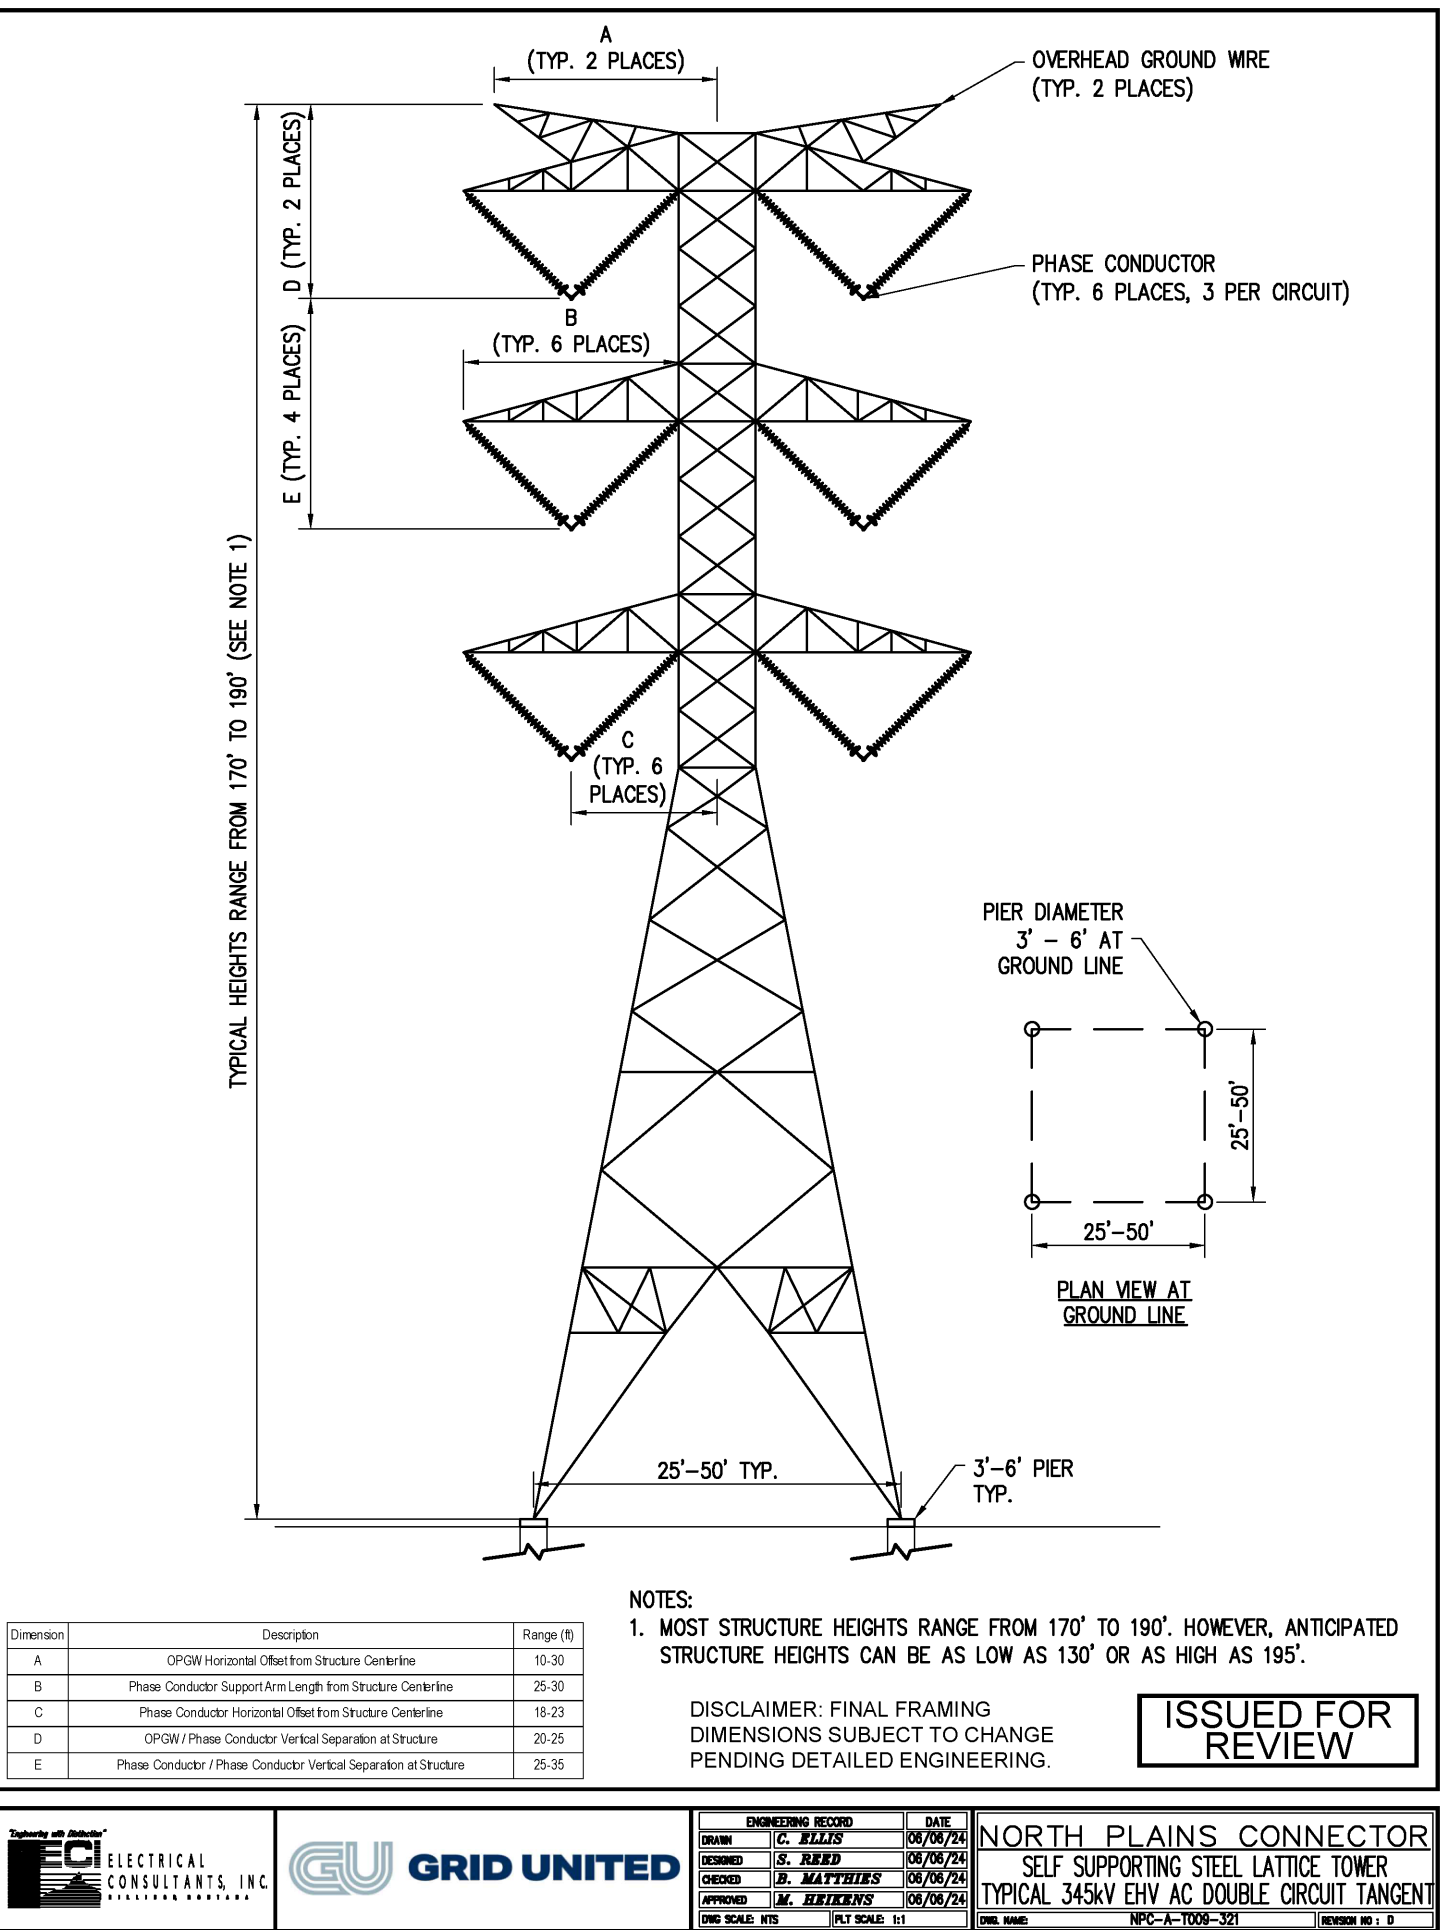 A
(TYP. 2 PLACES)
OVERHEAD GROUND WIRE
(TYP. 2 PLACES)
D (TYP. 2 PLACES)
PHASE CONDUCTOR
(TYP. 6 PLACES, 3 PER CIRCUIT)
B
(TYP. 6 PLACES)
E (TYP. 4 PLACES)
TYPICAL HEIGHTS RANGE FROM 170' TO 190' (SEE NOTE 1)
C
(TYP. 6
PLACES)
PIER DIAMETER
3' - 6' AT
GROUND LINE
25'-50'
25'-50'
PLAN VIEW AT
GROUND LINE
25'-50' TYP.
3'-6' PIER
TYP.
NOTES:
1. MOST STRUCTURE HEIGHTS RANGE FROM 170' TO 190'. HOWEVER, ANTICIPATED
STRUCTURE HEIGHTS CAN BE AS LOW AS 130' OR AS HIGH AS 195'.
Dimension Description Range (ft)
A OPGW Horizontal Offset from Structure Centerline 10-30
B Phase Conductor Support Arm Length from Structure Centerline 25-30
C Phase Conductor Horizontal Offset from Structure Centerline 18-23
D OPGW / Phase Conductor Vertical Separation at Structure 20-25
E Phase Conductor / Phase Conductor Vertical Separation at Structure 25-35
DISCLAIMER: FINAL FRAMING
DIMENSIONS SUBJECT TO CHANGE
PENDING DETAILED ENGINEERING.
ISSUED FOR
REVIEW
"Engineering with Distinction"
ECI
ELECTRICAL
CONSULTANTS, INC.
BILLINGS, MONTANA
GU GRID UNITED
ENGINEERING RECORD DATE
DRAWN C. ELLIS 06/06/24
DESIGNED S. REED 06/06/24
CHECKED B. MATTHIES 06/06/24
APPROVED M. HEIKENS 06/06/24
DWG SCALE: NTS PLT SCALE: 1:1
NORTH PLAINS CONNECTOR
SELF SUPPORTING STEEL LATTICE TOWER
TYPICAL 345kV EHV AC DOUBLE CIRCUIT TANGENT
DWG. NAME: NPC-A-T009-321 REVISION NO : D